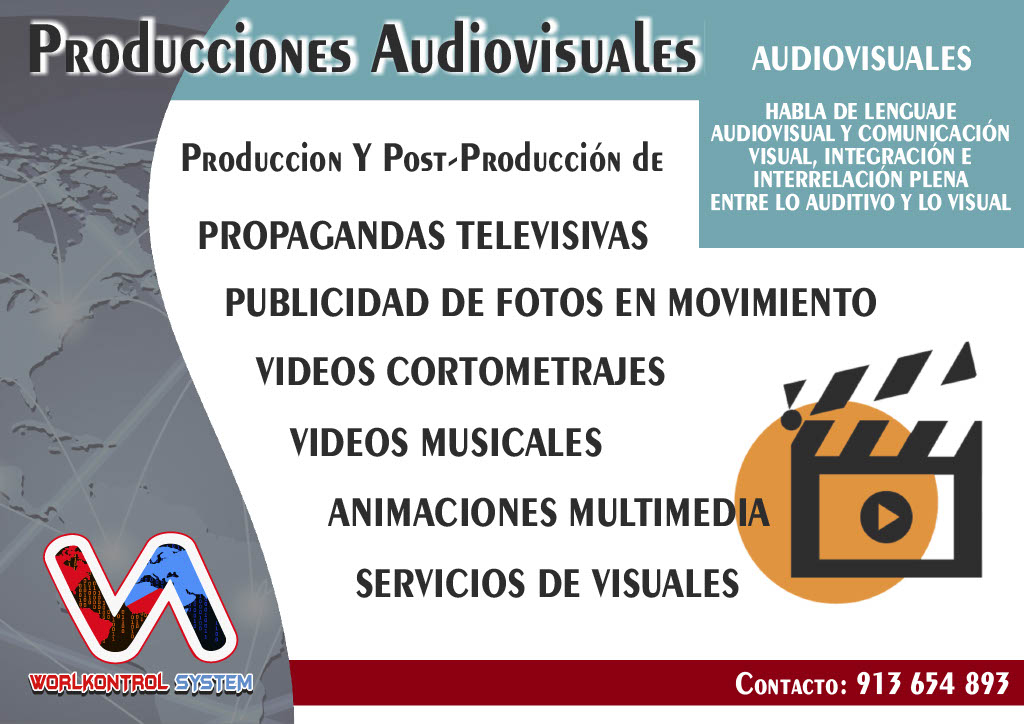 Producciones Audiovisuales
AUDIOVISUALES
HABLA DE LENGUAJE
AUDIOVISUAL Y COMUNICACIÓN
VISUAL, INTEGRACIÓN E
INTERRELACIÓN PLENA
ENTRE LO AUDITIVO Y LO VISUAL
Produccion Y Post-Producción de
PROPAGANDAS TELEVISIVAS
PUBLICIDAD DE FOTOS EN MOVIMIENTO
VIDEOS CORTOMETRAJES
VIDEOS MUSICALES
ANIMACIONES MULTIMEDIA
SERVICIOS DE VISUALES
WORLKONTROL SYSTEM
Contacto: 913 654 893